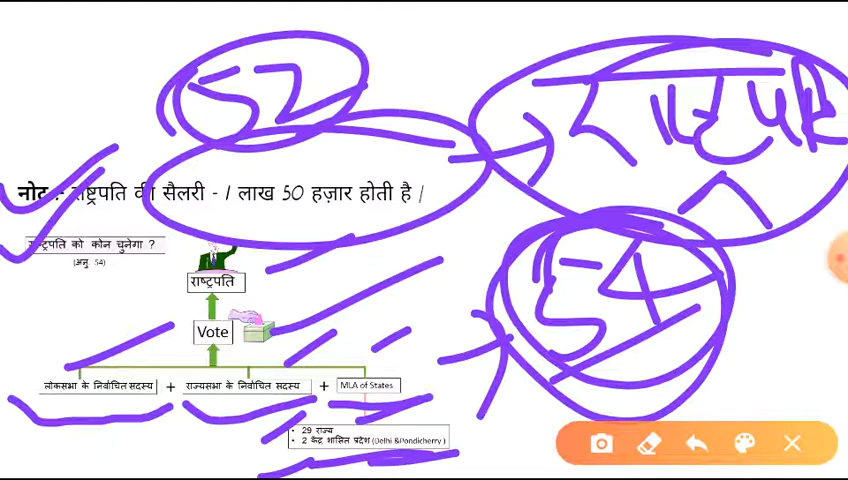 52
राष्ट्रपति
नोट :- राष्ट्रपति की सैलरी - 1 लाख 50 हज़ार होती है |
राष्ट्रपति को कोन चुनेगा ?
(अनु. 54)
54
राष्ट्रपति
Vote
लोकसभा के निर्वाचित सदस्य + राज्यसभा के निर्वाचित सदस्य + MLA of States
• 29 राज्य
• 2 केंद्र शासित प्रदेश (Delhi &Pondicherry )